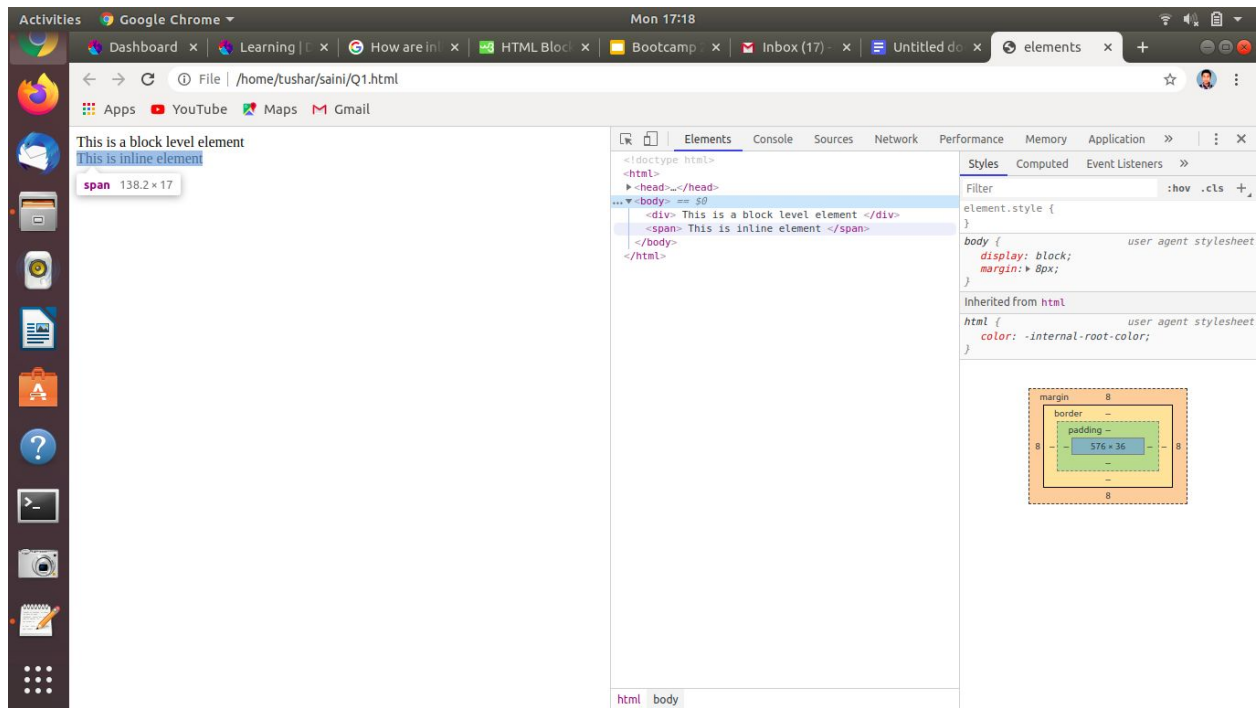 Activities Google Chrome ▾ Mon 17:18
Dashboard × Learning | × How are in × HTML Bloc × Bootcamp × Inbox (17) - × Untitled do × elements × +
File | /home/tushar/saini/Q1.html
Apps YouTube Maps Gmail
This is a block level element
This is inline element
span 138.2 × 17
Elements Console Sources Network Performance Memory Application »
<!doctype html>
<html>
▶<head>…</head>
...▼<body> == $0
<div> This is a block level element </div>
<span> This is inline element </span>
</body>
</html>
html body
Styles Computed Event Listeners »
Filter :hov .cls +
element.style {
}
body { user agent stylesheet
display: block;
margin:▶ 8px;
}
Inherited from html
html { user agent stylesheet
color: -internal-root-color;
}
margin 8
border –
padding –
8 – – 576 × 36 – – 8
–
–
8